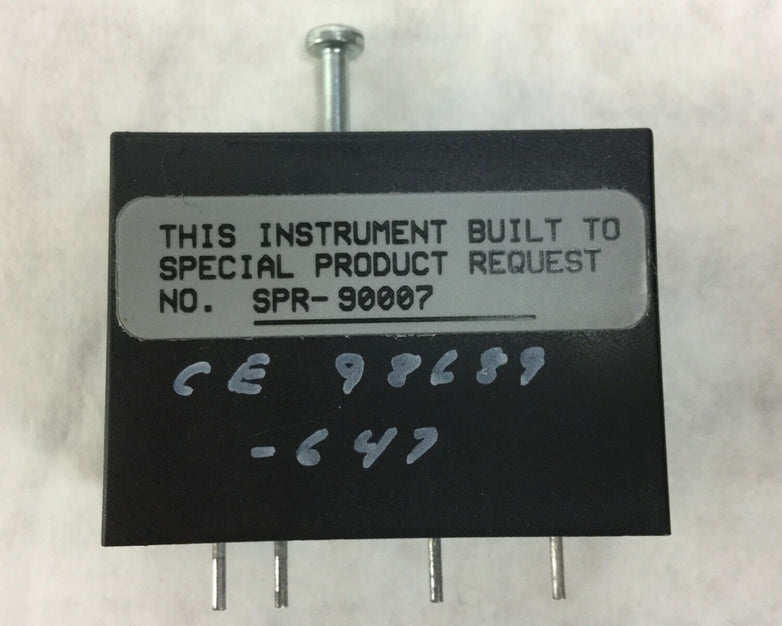 THIS INSTRUMENT BUILT TO
SPECIAL PRODUCT REQUEST
NO. SPR-90007
CE 98689
-647